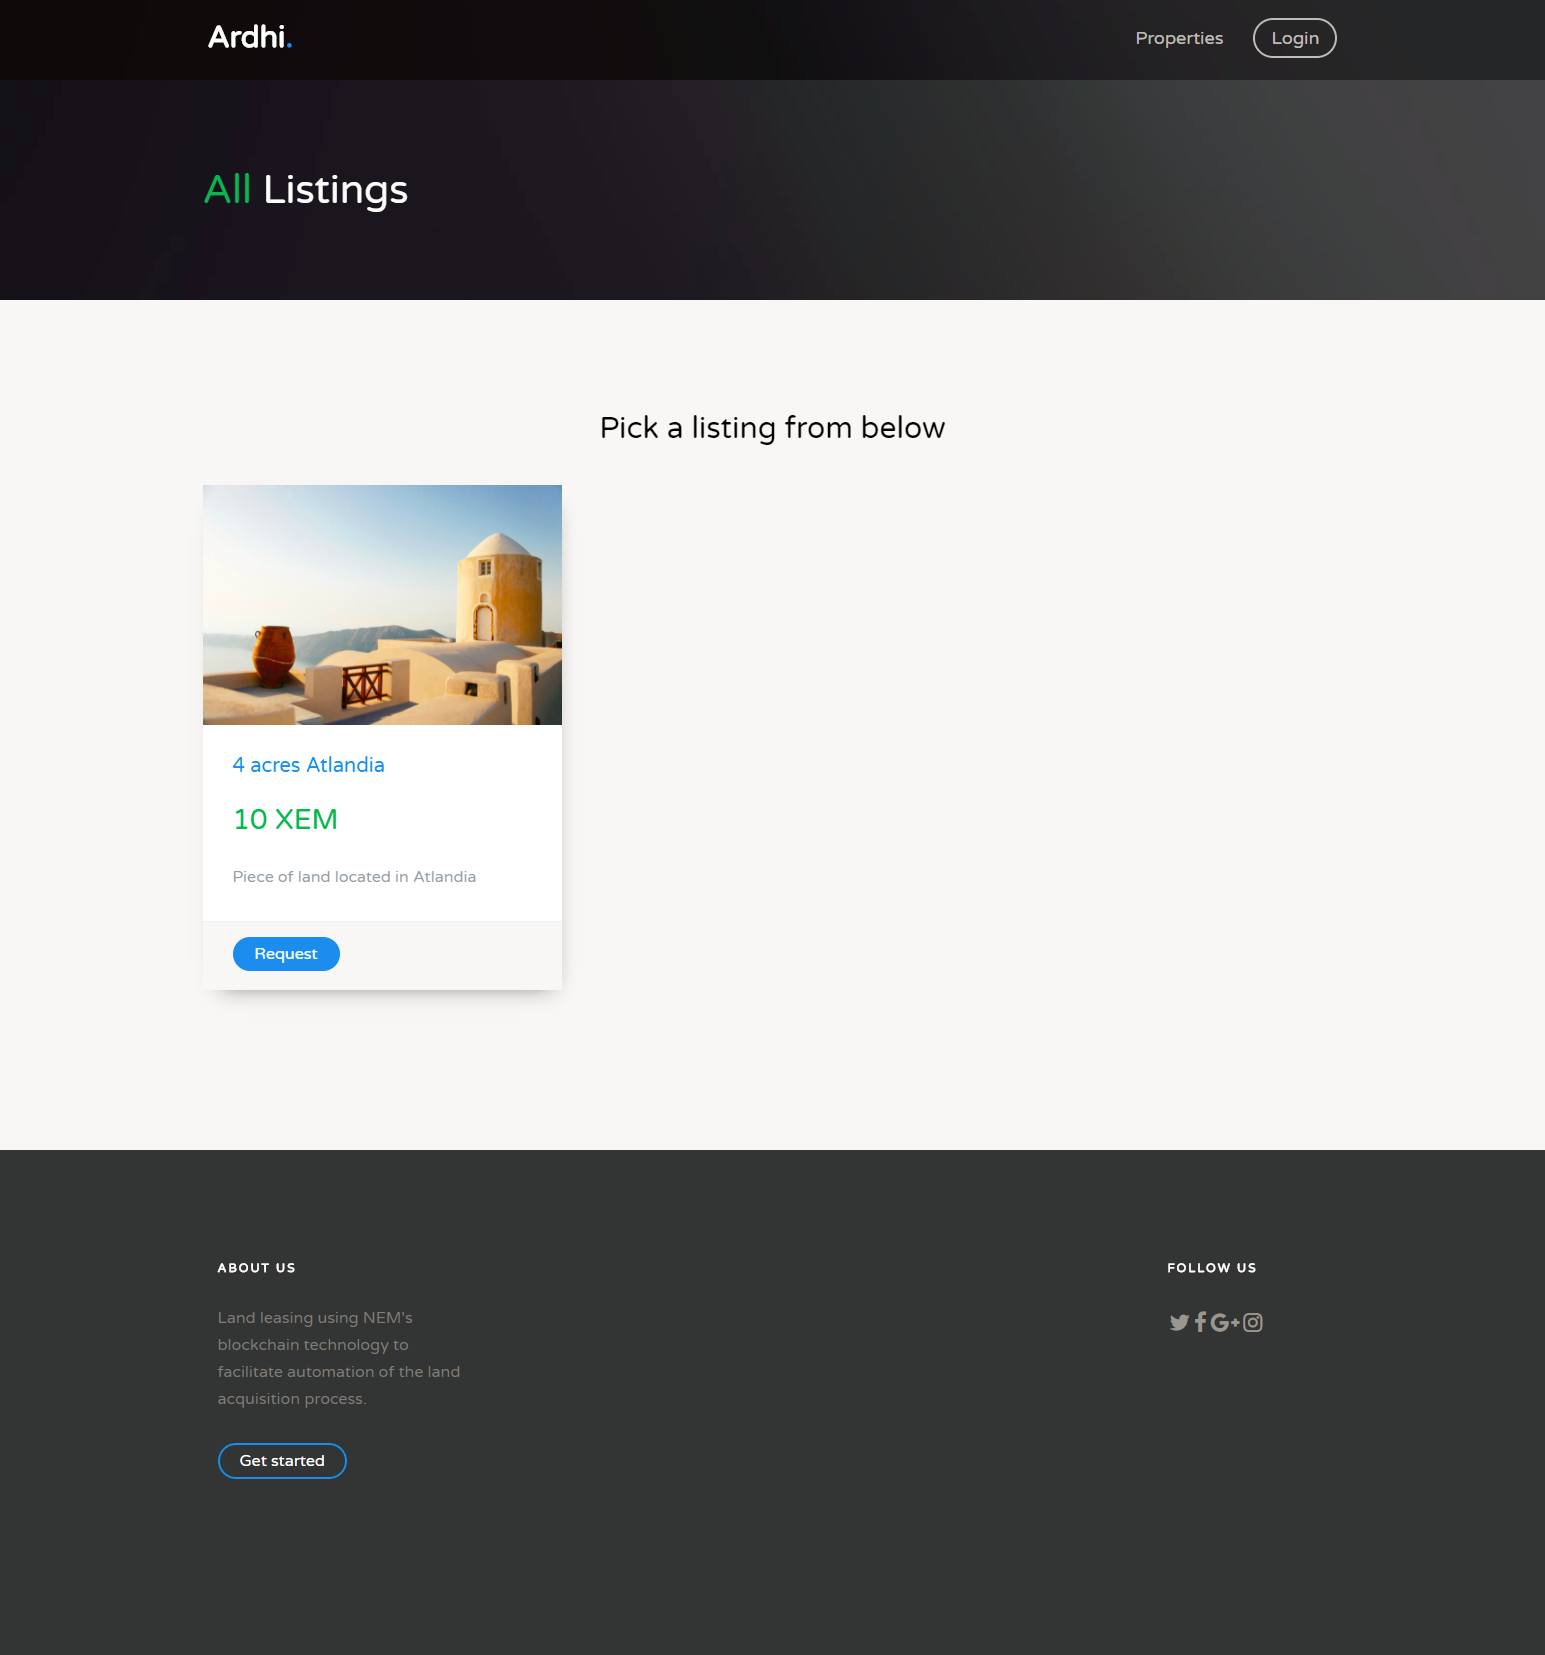 Ardhi.
Properties
Login
All Listings
Pick a listing from below
4 acres Atlandia
10 XEM
Piece of land located in Atlandia
Request
ABOUT US
Land leasing using NEM's
blockchain technology to
facilitate automation of the land
acquisition process.
Get started
FOLLOW US